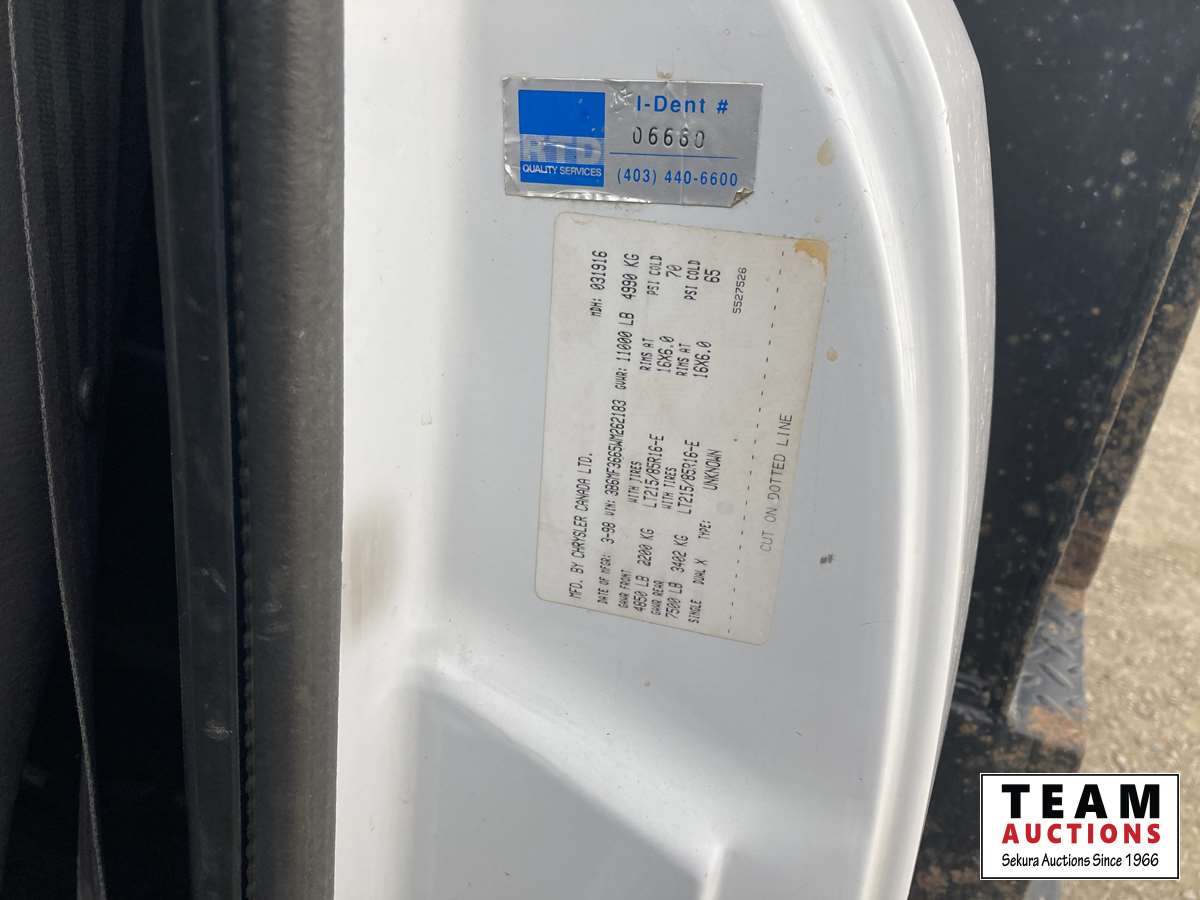 I-Dent #
06660
RTD
QUALITY SERVICES
(403) 440-6600
MFD. BY CHRYSLER CANADA LTD.
MDH: 031916
DATE OF MFGR: 3-98 VIN: 3B6MF3665WM262183 GVWR: 11000 LB 4990 KG
GAWR FRONT WITH TIRES RIMS AT PSI COLD
4850 LB 2200 KG LT215/85R16-E 16X6.0 70
GAWR REAR WITH TIRES RIMS AT PSI COLD
7500 LB 3402 KG LT215/85R16-E 16X6.0 65
SINGLE DUAL X TYPE: UNKNOWN
5527526
CUT ON DOTTED LINE
TEAM
AUCTIONS
Sekura Auctions Since 1966